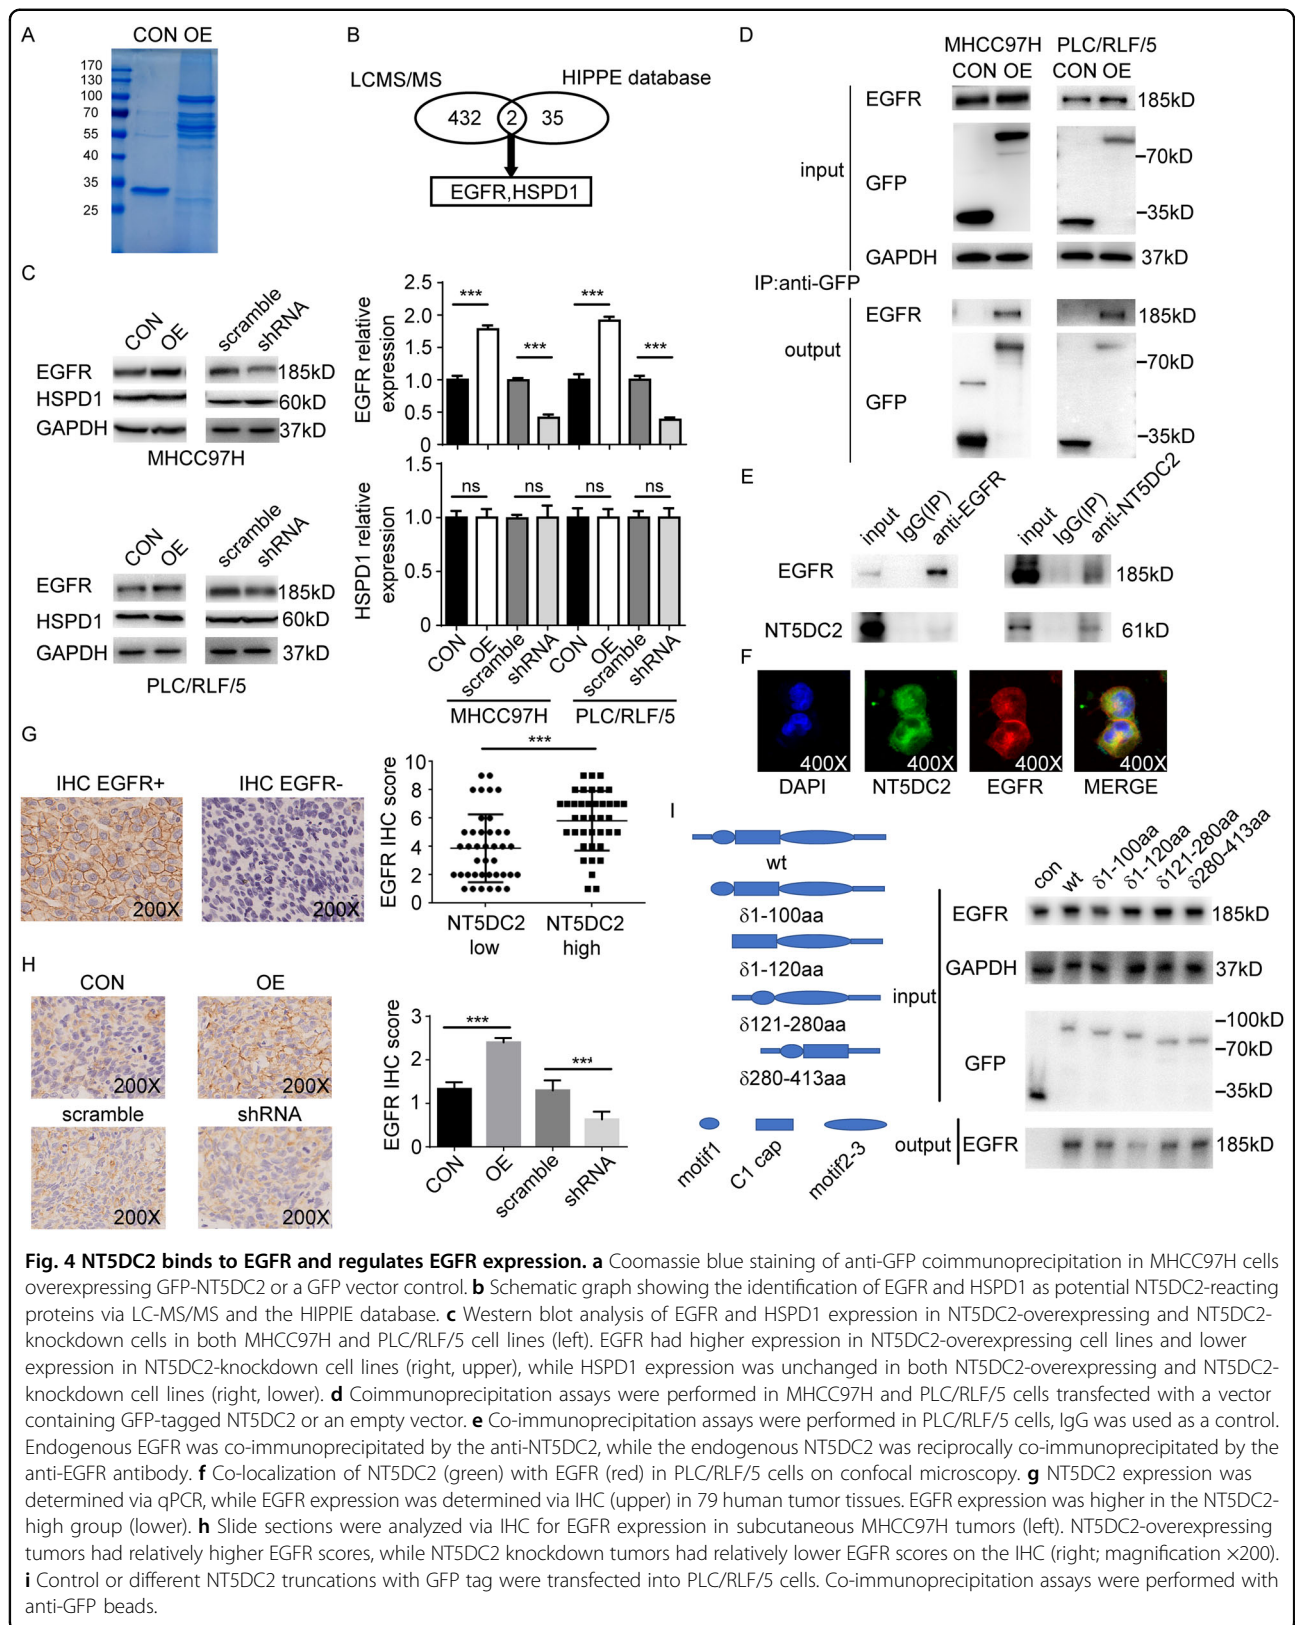 A
CON OE
170
130
100
70
55
40
35
25
B
LCMS/MS
HIPPE database
432
2
35
EGFR,HSPD1
C
CON
OE
scramble
shRNA
EGFR
185kD
HSPD1
60kD
GAPDH
37kD
MHCC97H
CON
OE
scramble
shRNA
EGFR
185kD
HSPD1
60kD
GAPDH
37kD
PLC/RLF/5
EGFR relative
expression
2.5
2.0
1.5
1.0
0.5
0
***
***
***
***
HSPD1 relative
expression
1.5
1.0
0.5
0
ns
ns
ns
ns
CON
OE
scramble
shRNA
CON
OE
scramble
shRNA
MHCC97H
PLC/RLF/5
D
MHCC97H PLC/RLF/5
CON OE CON OE
EGFR
185kD
input
GFP
–70kD
–35kD
GAPDH
37kD
IP:anti-GFP
EGFR
185kD
output
GFP
–70kD
–35kD
E
input
IgG(IP)
anti-EGFR
input
IgG(IP)
anti-NT5DC2
EGFR
185kD
NT5DC2
61kD
F
400X
400X
400X
400X
DAPI
NT5DC2
EGFR
MERGE
G
IHC EGFR+
IHC EGFR-
200X
200X
EGFR IHC score
10
8
6
4
2
0
***
NT5DC2
low
NT5DC2
high
H
CON
OE
200X
200X
scramble
shRNA
200X
200X
EGFR IHC score
3
2
1
0
***
***
CON
OE
scramble
shRNA
I
wt
δ1-100aa
δ1-120aa
δ121-280aa
δ280-413aa
motif1
C1 cap
motif2-3
con
wt
δ1-100aa
δ1-120aa
δ121-280aa
δ280-413aa
EGFR
185kD
GAPDH
37kD
input
GFP
–100kD
–70kD
–35kD
output
EGFR
185kD
Fig. 4 NT5DC2 binds to EGFR and regulates EGFR expression. a Coomassie blue staining of anti-GFP coimmunoprecipitation in MHCC97H cells
overexpressing GFP-NT5DC2 or a GFP vector control. b Schematic graph showing the identification of EGFR and HSPD1 as potential NT5DC2-reacting
proteins via LC-MS/MS and the HIPPIE database. c Western blot analysis of EGFR and HSPD1 expression in NT5DC2-overexpressing and NT5DC2-
knockdown cells in both MHCC97H and PLC/RLF/5 cell lines (left). EGFR had higher expression in NT5DC2-overexpressing cell lines and lower
expression in NT5DC2-knockdown cell lines (right, upper), while HSPD1 expression was unchanged in both NT5DC2-overexpressing and NT5DC2-
knockdown cell lines (right, lower). d Coimmunoprecipitation assays were performed in MHCC97H and PLC/RLF/5 cells transfected with a vector
containing GFP-tagged NT5DC2 or an empty vector. e Co-immunoprecipitation assays were performed in PLC/RLF/5 cells, IgG was used as a control.
Endogenous EGFR was co-immunoprecipitated by the anti-NT5DC2, while the endogenous NT5DC2 was reciprocally co-immunoprecipitated by the
anti-EGFR antibody. f Co-localization of NT5DC2 (green) with EGFR (red) in PLC/RLF/5 cells on confocal microscopy. g NT5DC2 expression was
determined via qPCR, while EGFR expression was determined via IHC (upper) in 79 human tumor tissues. EGFR expression was higher in the NT5DC2-
high group (lower). h Slide sections were analyzed via IHC for EGFR expression in subcutaneous MHCC97H tumors (left). NT5DC2-overexpressing
tumors had relatively higher EGFR scores, while NT5DC2 knockdown tumors had relatively lower EGFR scores on the IHC (right; magnification ×200).
i Control or different NT5DC2 truncations with GFP tag were transfected into PLC/RLF/5 cells. Co-immunoprecipitation assays were performed with
anti-GFP beads.